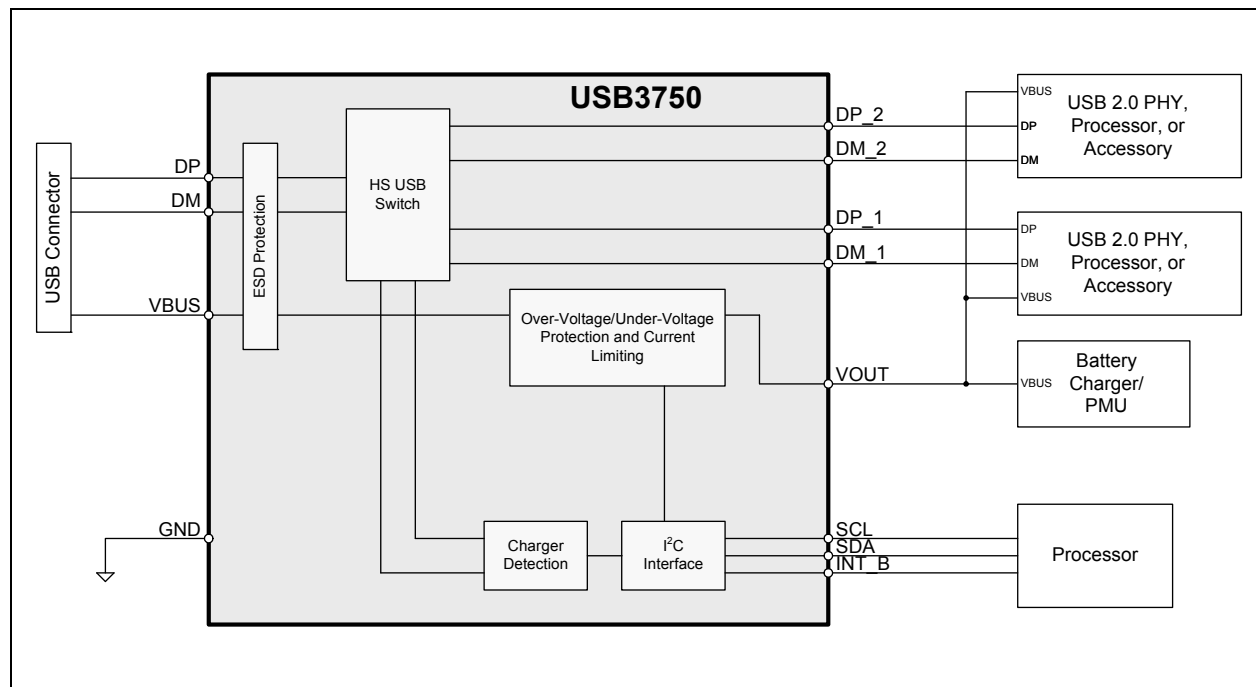 USB3750
USB Connector
DP
DM
VBUS
GND
ESD Protection
HS USB
Switch
Over-Voltage/Under-Voltage
Protection and Current
Limiting
Charger
Detection
I²C
Interface
DP_2
DM_2
DP_1
DM_1
VOUT
SCL
SDA
INT_B
VBUS
DP
DM
USB 2.0 PHY,
Processor, or
Accessory
DP
DM
VBUS
USB 2.0 PHY,
Processor, or
Accessory
VBUS
Battery
Charger/
PMU
Processor